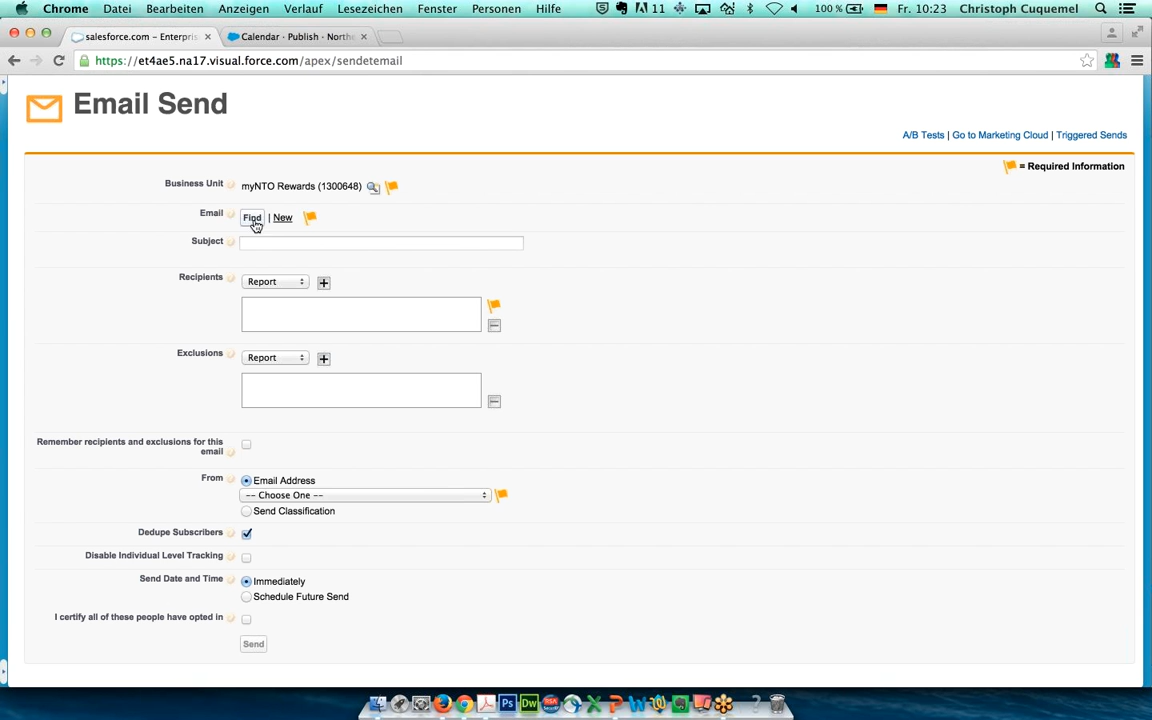 Chrome Datei Bearbeiten Anzeigen Verlauf Lesezeichen Fenster Personen Hilfe 11 100 % Fr. 10:23 Christoph Cuquemel
salesforce.com – Enterpris Calendar · Publish · North
https://et4ae5.na17.visual.force.com/apex/sendetemail
Email Send
A/B Tests | Go to Marketing Cloud | Triggered Sends
= Required Information
Business Unit myNTO Rewards (1300648)
Email Find | New
Subject
Recipients Report
Exclusions Report
Remember recipients and exclusions for this
email
From Email Address
-- Choose One --
Send Classification
Dedupe Subscribers
Disable Individual Level Tracking
Send Date and Time Immediately
Schedule Future Send
I certify all of these people have opted in
Send